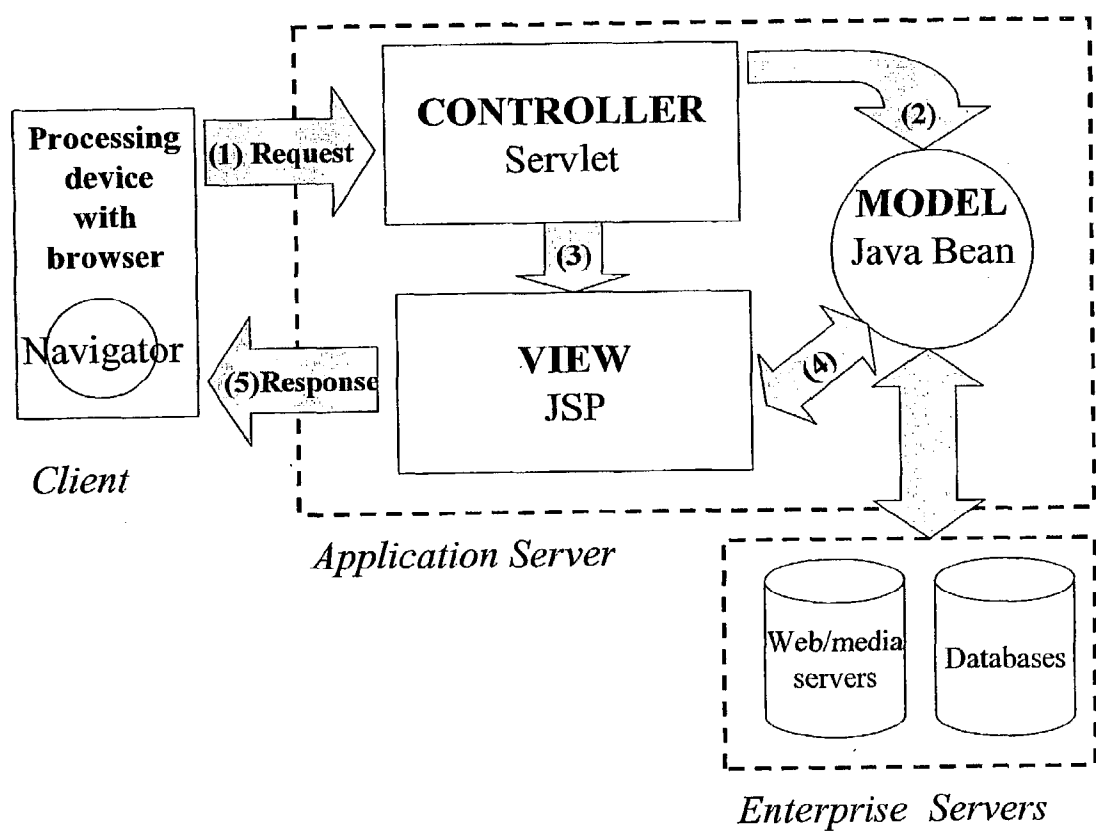 Processing
device
with
browser
Navigator
Client
(1) Request
CONTROLLER
Servlet
(2)
MODEL
Java Bean
(3)
VIEW
JSP
(4)
(5)Response
Application Server
Web/media
servers
Databases
Enterprise Servers